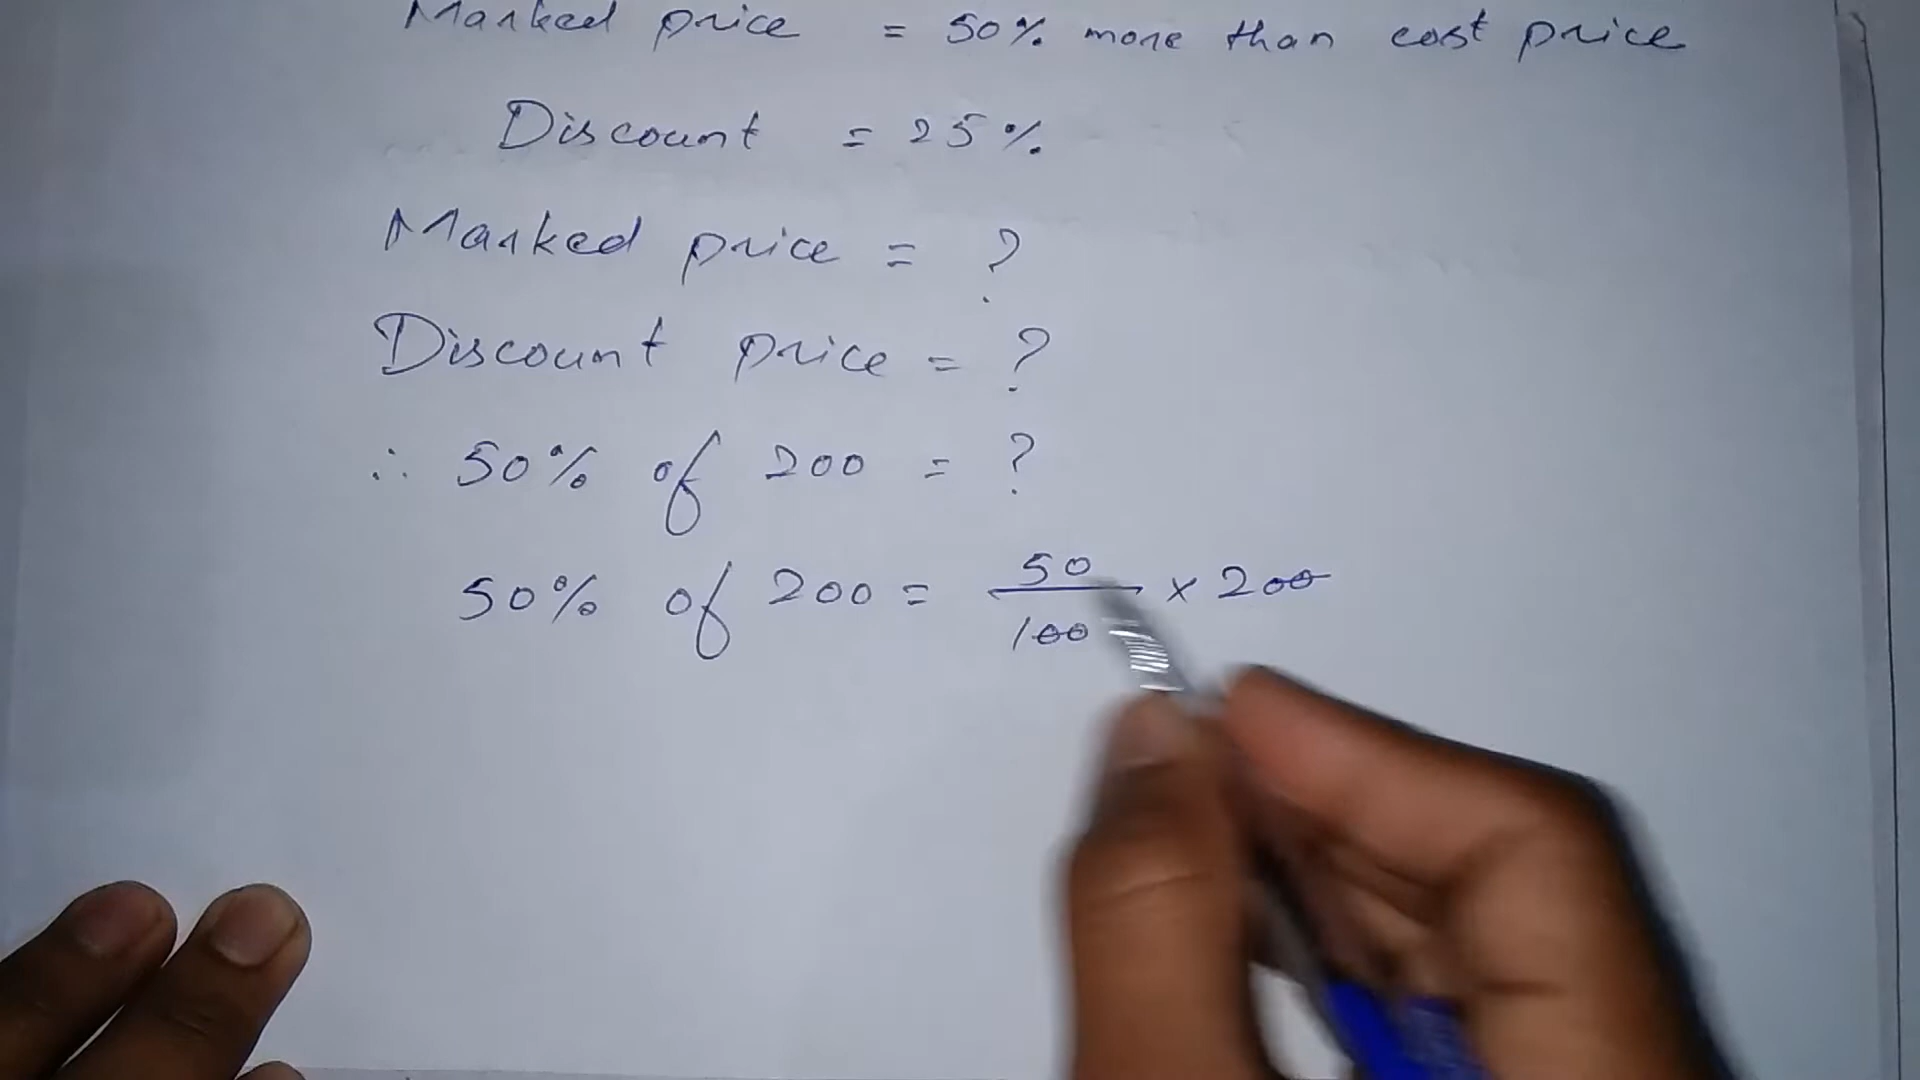 Marked price = 50% more than cost price
Discount = 25%
Marked price = ?
Discount price = ?
∴ 50% of 200 = ?
50% of 200 = 50/100 × 200